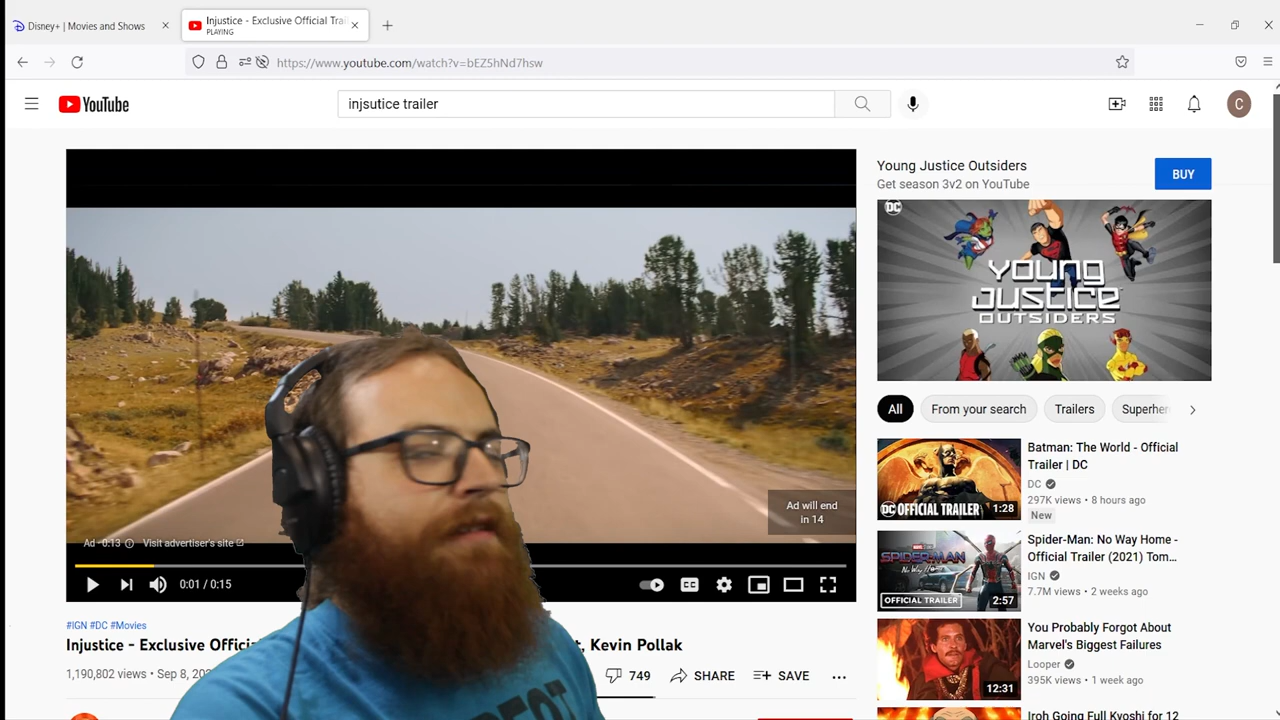 Disney+ | Movies and Shows
Injustice - Exclusive Official Trai
PLAYING
https://www.youtube.com/watch?v=bEZ5hNd7hsw
YouTube
injsutice trailer
C
Ad will end
in 14
Ad · 0:13
Visit advertiser's site
0:01 / 0:15
CC
#IGN #DC #Movies
Injustice - Exclusive Offici
t, Kevin Pollak
1,190,802 views • Sep 8, 20
749
SHARE
SAVE
Young Justice Outsiders
Get season 3v2 on YouTube
BUY
DC
YOUNG
JUSTICE
OUTSIDERS
All
From your search
Trailers
Superher
DC OFFICIAL TRAILER
1:28
Batman: The World - Official
Trailer | DC
DC
297K views • 8 hours ago
New
SPIDER-MAN
OFFICIAL TRAILER
2:57
Spider-Man: No Way Home -
Official Trailer (2021) Tom...
IGN
7.7M views • 2 weeks ago
12:31
You Probably Forgot About
Marvel's Biggest Failures
Looper
395K views • 1 week ago
Iroh Going Full Kyoshi for 12